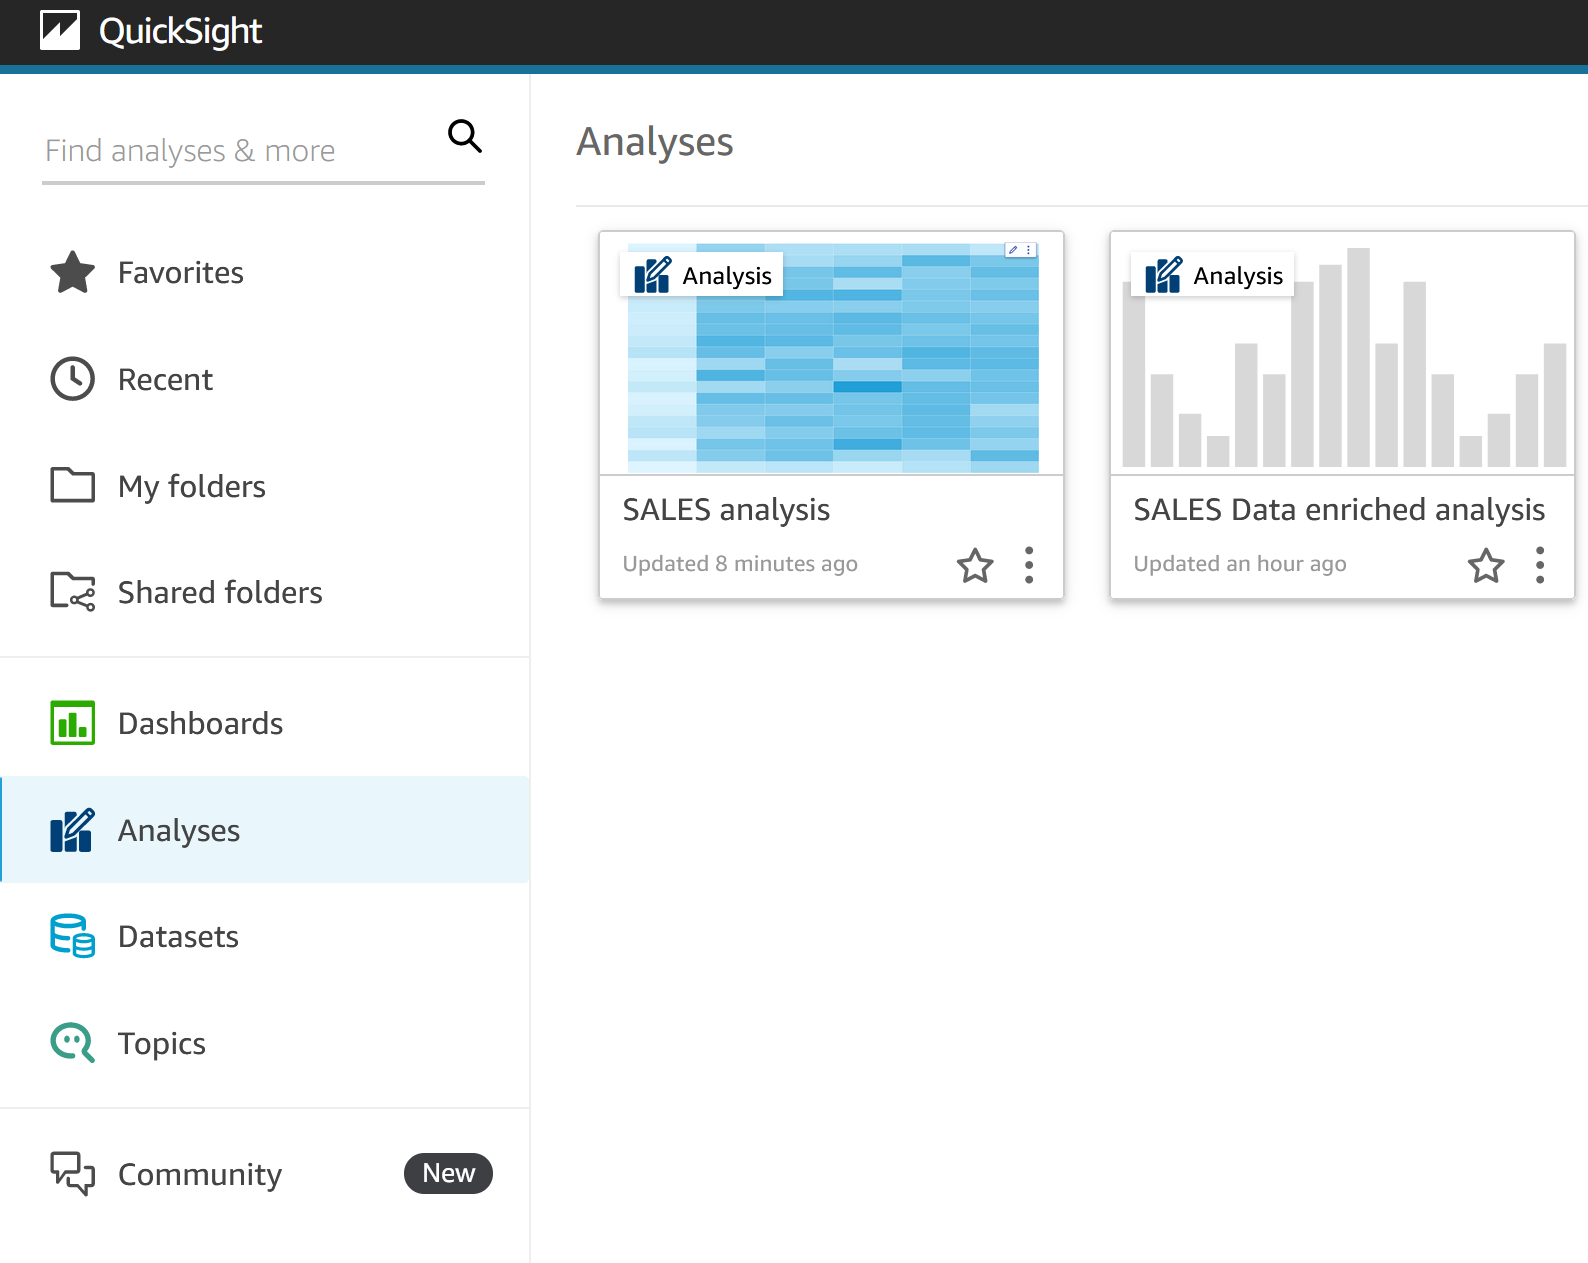 QuickSight
Find analyses & more
Favorites
Recent
My folders
Shared folders
Dashboards
Analyses
Datasets
Topics
Community
New
Analyses
Analysis
SALES analysis
Updated 8 minutes ago
Analysis
SALES Data enriched analysis
Updated an hour ago